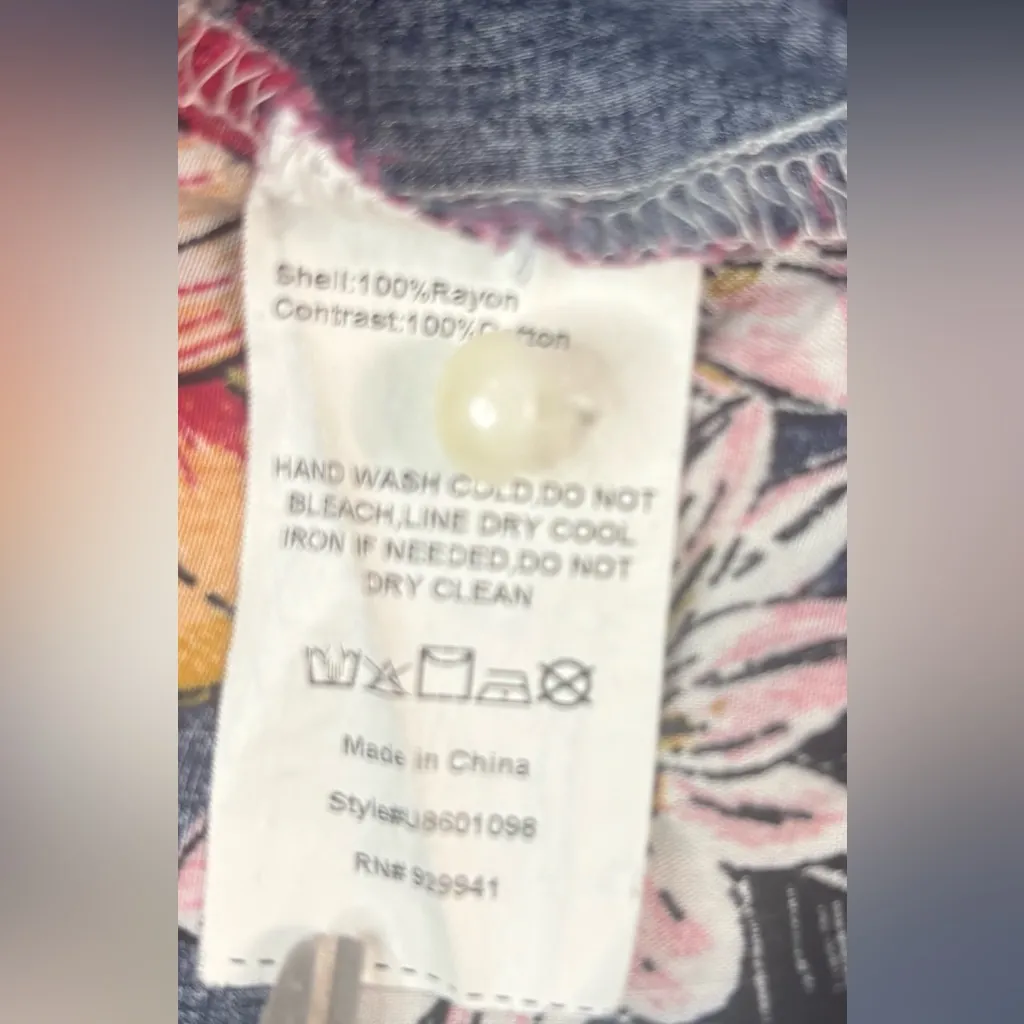 Shell:100%Rayon
Contrast:100%
HAND WASH COLD,DO NOT
BLEACH,LINE DRY COOL
IRON IF NEEDED,DO NOT
DRY CLEAN
Made in China
Style#U8601098
RN# 929941